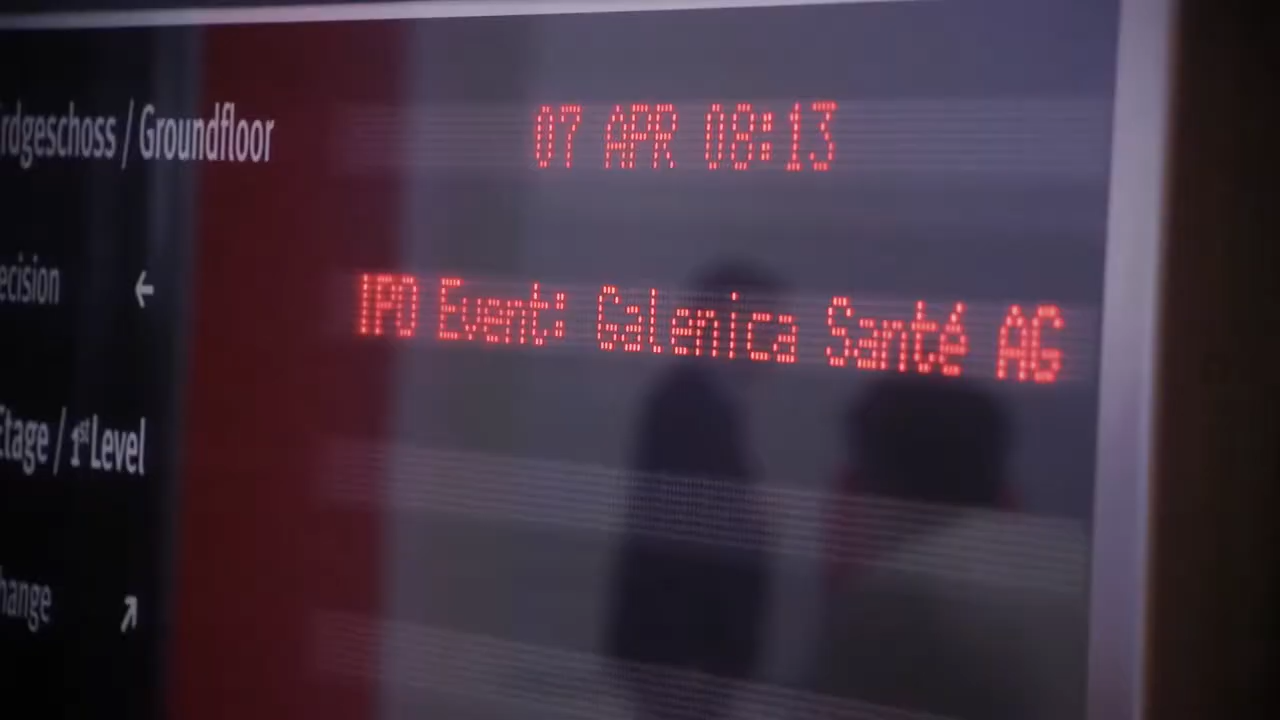 rdgeschoss / Groundfloor
07 APR 08:13
ecision ←
IPO Event: Galenica Santé AG
Etage / 1st Level
hange ↗